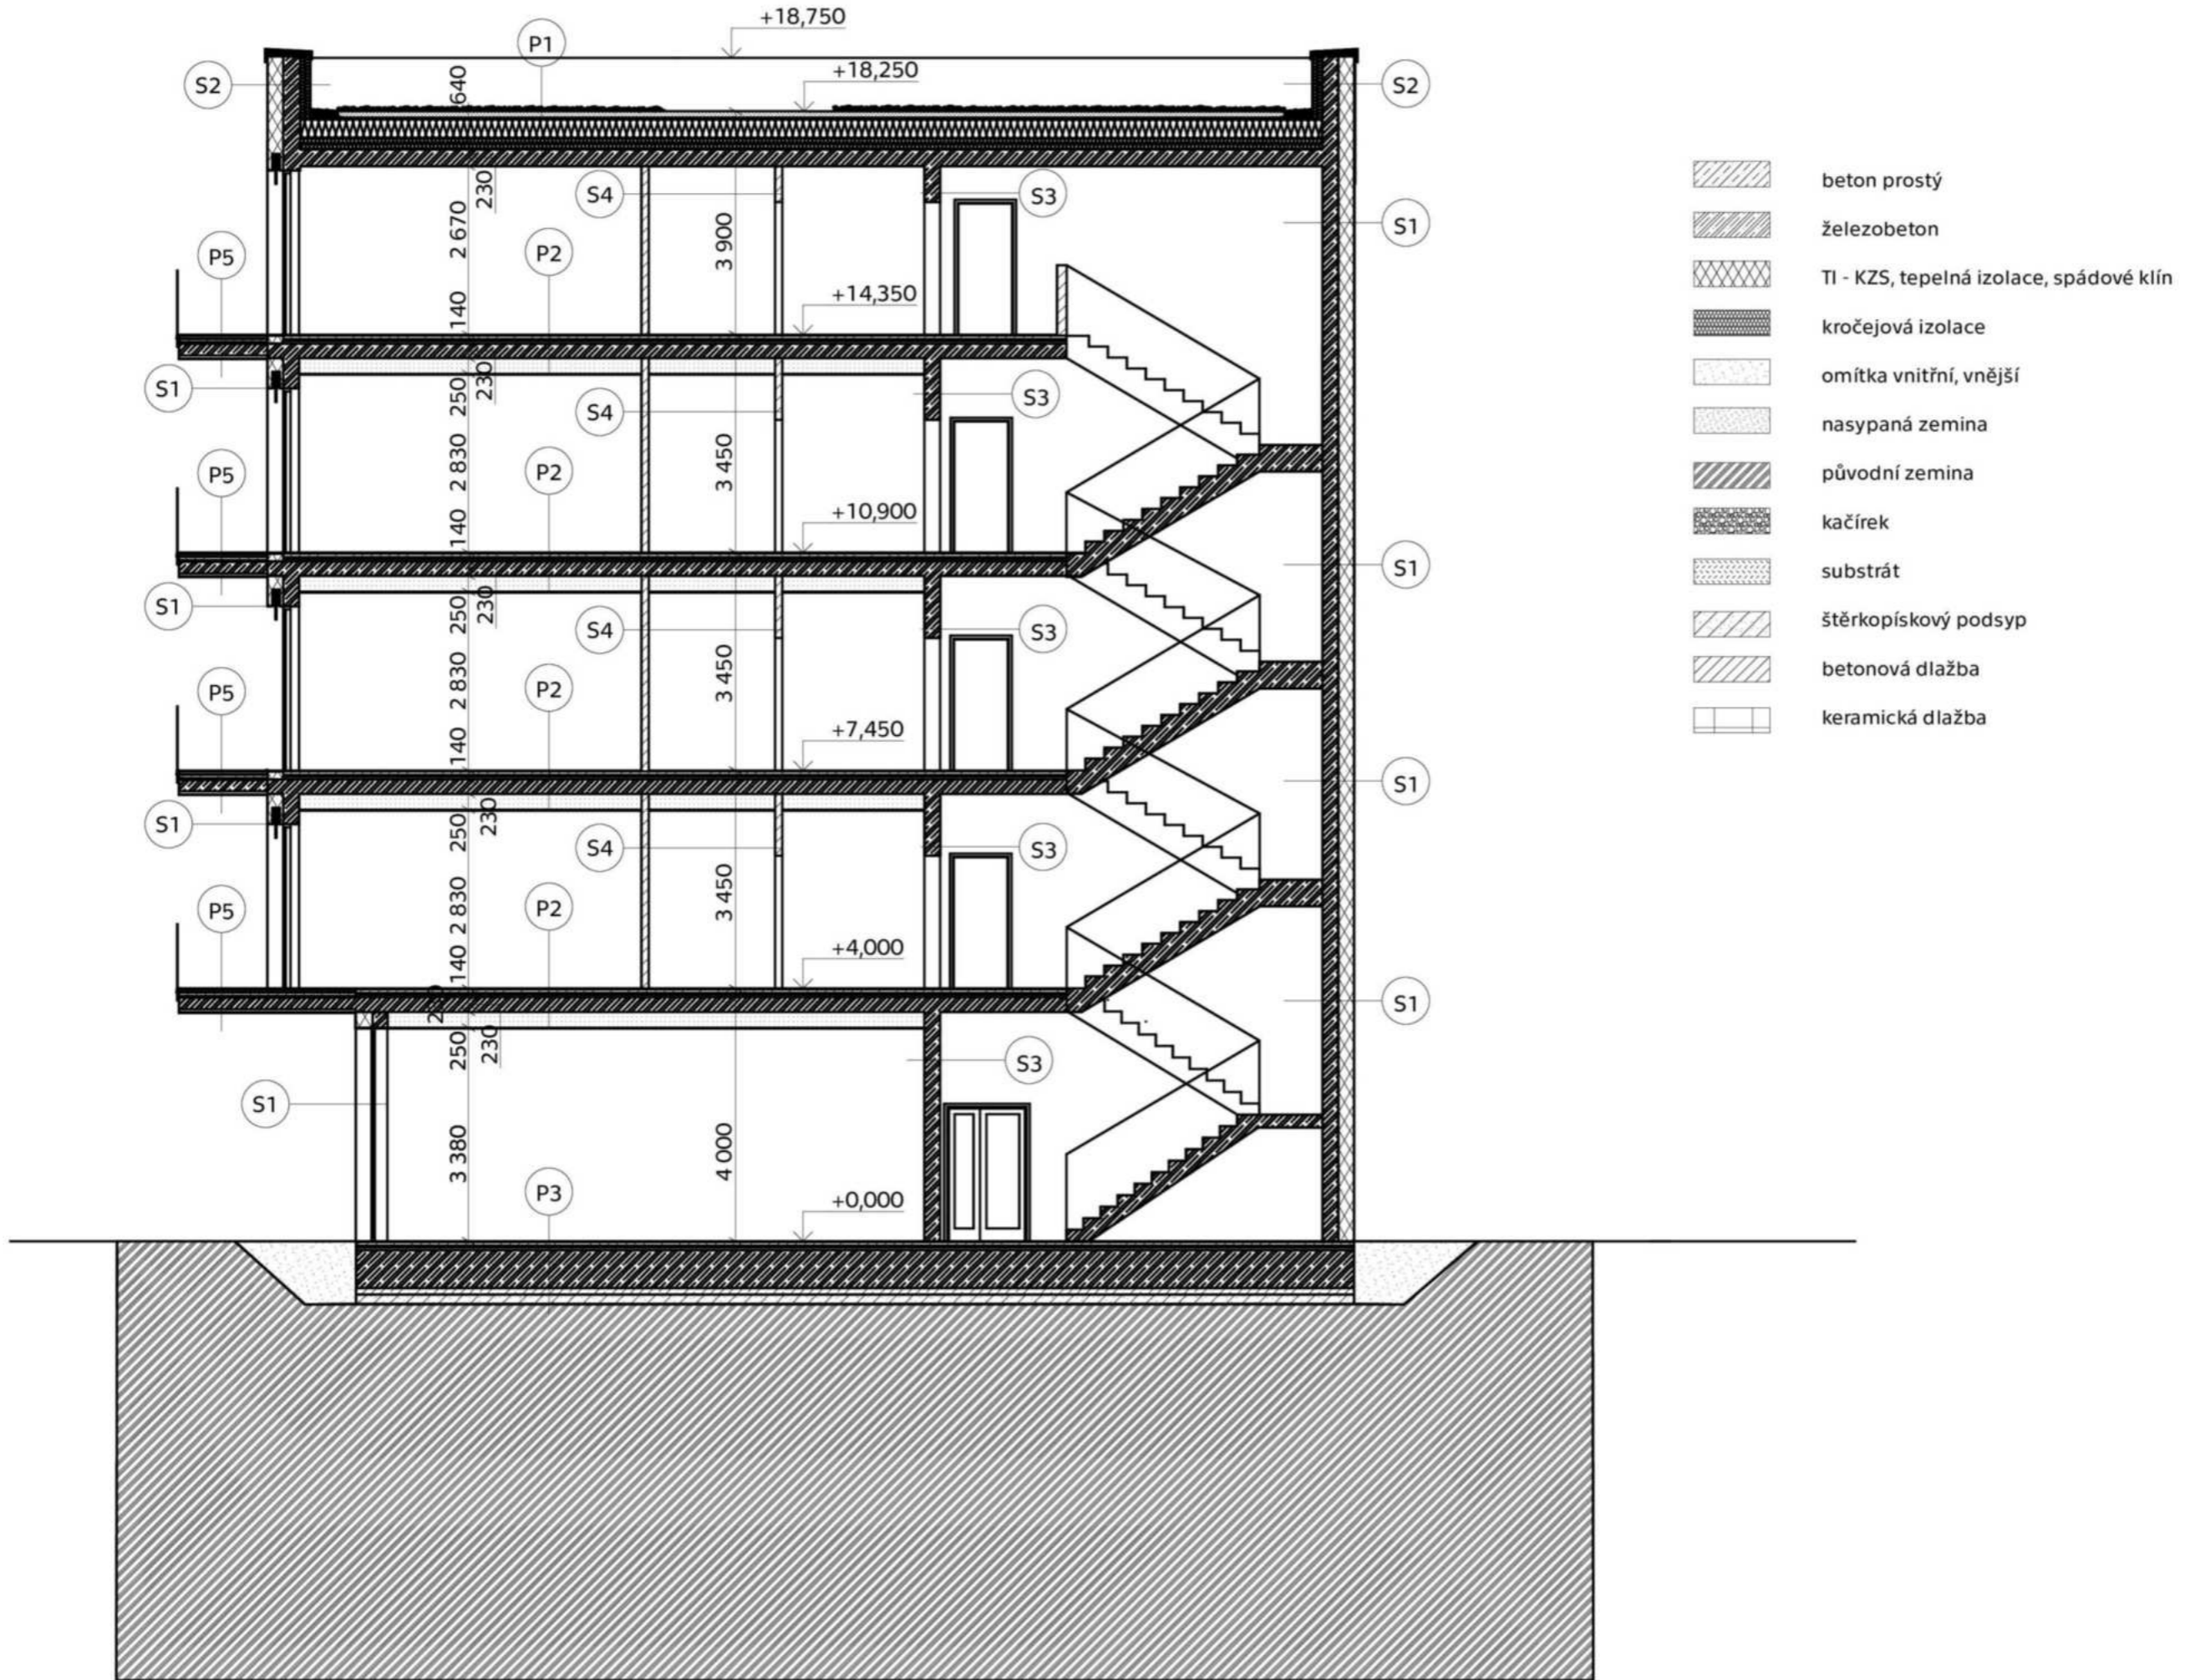 +18,750
P1
+18,250
S2
S2
640
230
S4
S3
S1
2 670
3 900
P5
P2
140
+14,350
S1
250
230
S4
S3
P5
P2
2 830
3 450
140
+10,900
S1
S1
250
230
S4
S3
P5
P2
2 830
3 450
140
+7,450
S1
S1
250
230
S4
S3
P5
P2
2 830
3 450
140
+4,000
S1
250
230
S3
S1
3 380
4 000
P3
+0,000
beton prostý
železobeton
TI - KZS, tepelná izolace, spádové klín
kročejová izolace
omítka vnitřní, vnější
nasypaná zemina
původní zemina
kačírek
substrát
štěrkopískový podsyp
betonová dlažba
keramická dlažba